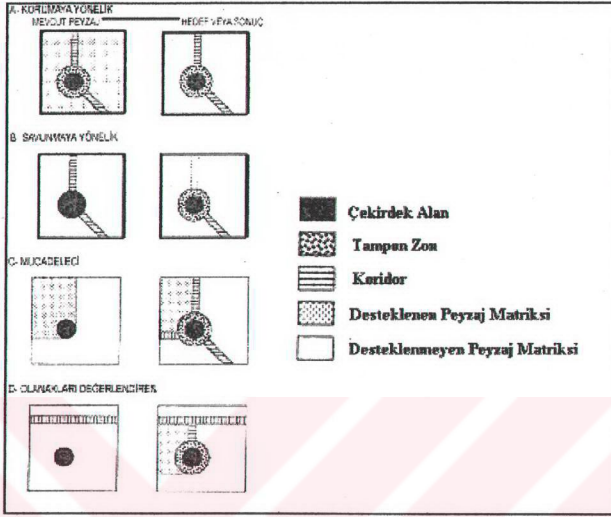 A- KORUMAYA YÖNELİK
MEVCUT PEYZAJ HEDEF VEYA SONUÇ
B- SAVUNMAYA YÖNELİK
C- MÜCADELECİ
D- OLANAKLARI DEĞERLENDİREN
Çekirdek Alan
Tampon Zon
Koridor
Desteklenen Peyzaj Matriksi
Desteklenmeyen Peyzaj Matriksi